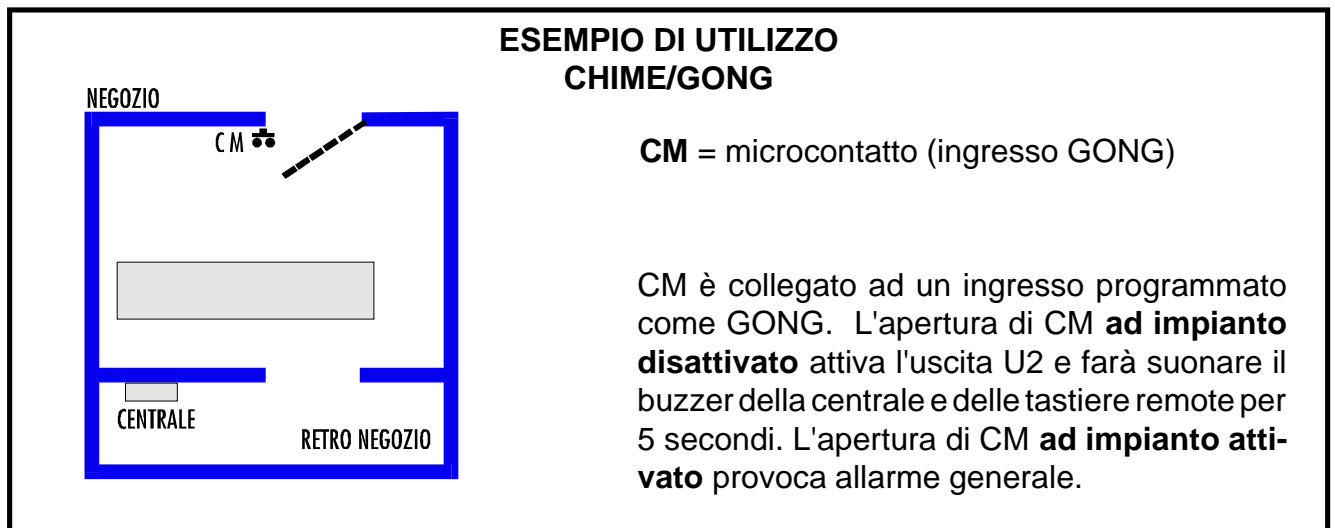 ESEMPIO DI UTILIZZO
CHIME/GONG
NEGOZIO
CM
CENTRALE
RETRO NEGOZIO
CM = microcontatto (ingresso GONG)
CM è collegato ad un ingresso programmato
come GONG. L'apertura di CM ad impianto
disattivato attiva l'uscita U2 e farà suonare il
buzzer della centrale e delle tastiere remote per
5 secondi. L'apertura di CM ad impianto atti-
vato provoca allarme generale.